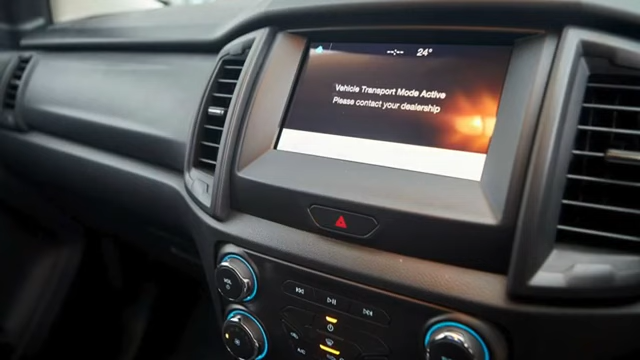 --:-- 24°
Vehicle Transport Mode Active
Please contact your dealership